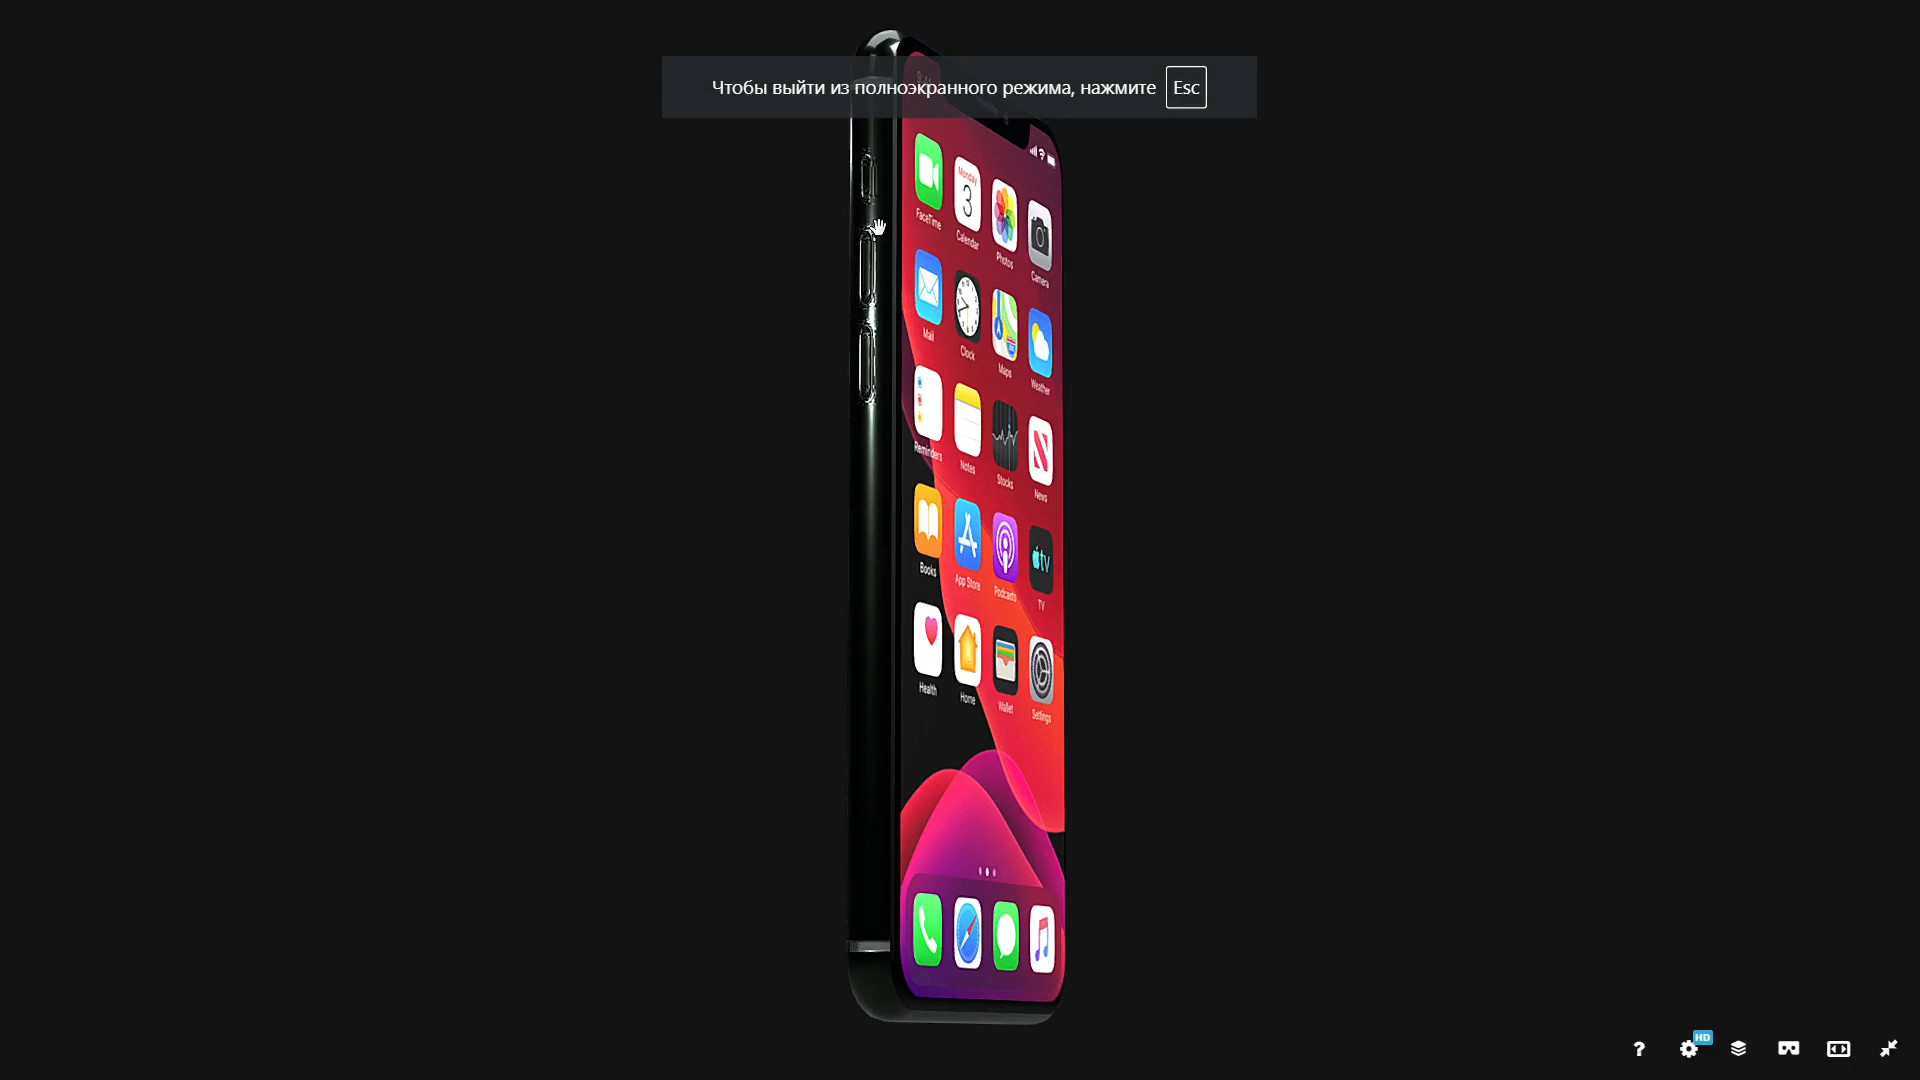 Чтобы выйти из полноэкранного режима, нажмите Esc
FaceTime
Monday
3
Calendar
Photos
Camera
Mail
Clock
Maps
Weather
Reminders
Notes
Stocks
News
Books
App Store
Podcasts
tv
TV
Health
Home
Wallet
Settings
?
HD